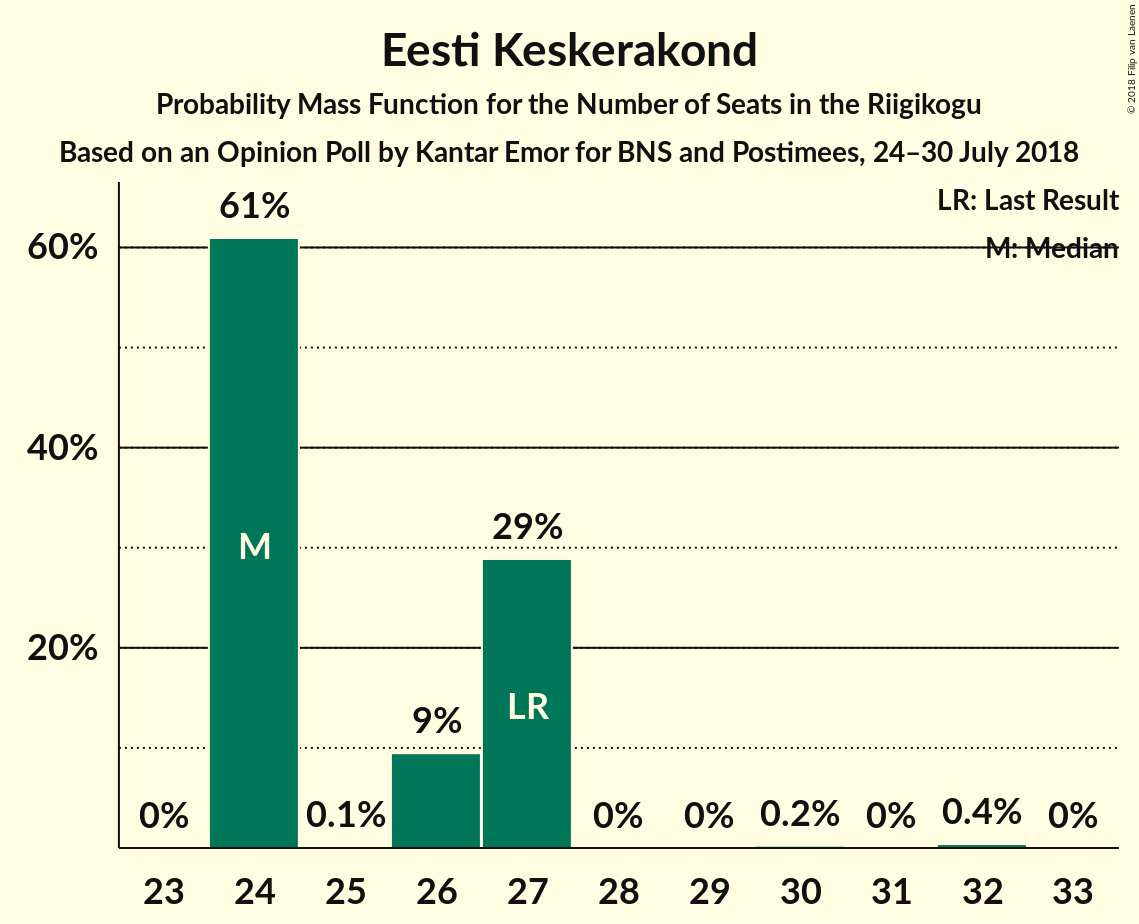 Eesti Keskerakond
Probability Mass Function for the Number of Seats in the Riigikogu
Based on an Opinion Poll by Kantar Emor for BNS and Postimees, 24–30 July 2018
© 2018 Filip van Laenen
LR: Last Result
M: Median
60%
40%
20%
0%
61%
0.1%
9%
29%
0%
0%
0.2%
0%
0.4%
0%
M
LR
23 24 25 26 27 28 29 30 31 32 33